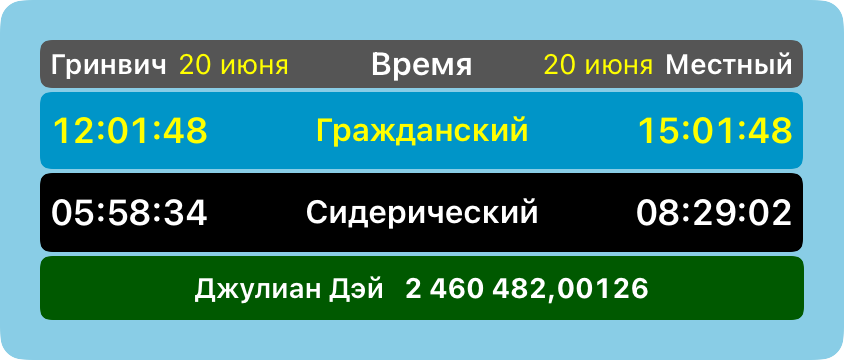 Гринвич 20 июня Время 20 июня Местный
12:01:48 Гражданский 15:01:48
05:58:34 Сидерический 08:29:02
Джулиан Дэй 2 460 482,00126